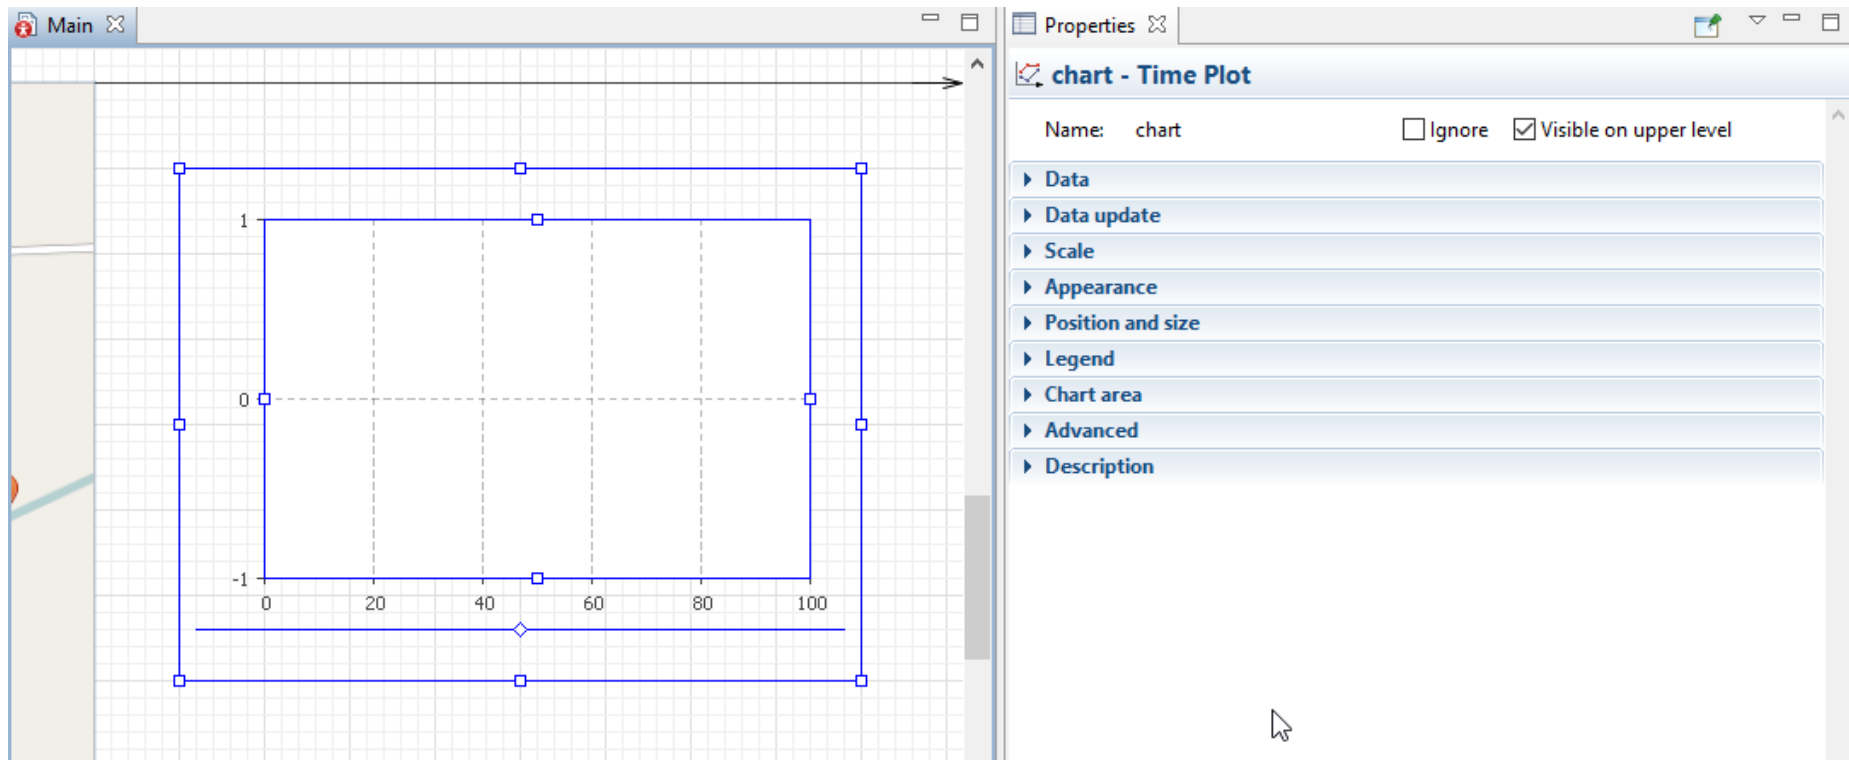 Main
1
0
-1
0 20 40 60 80 100
Properties
chart - Time Plot
Name: chart Ignore Visible on upper level
Data
Data update
Scale
Appearance
Position and size
Legend
Chart area
Advanced
Description